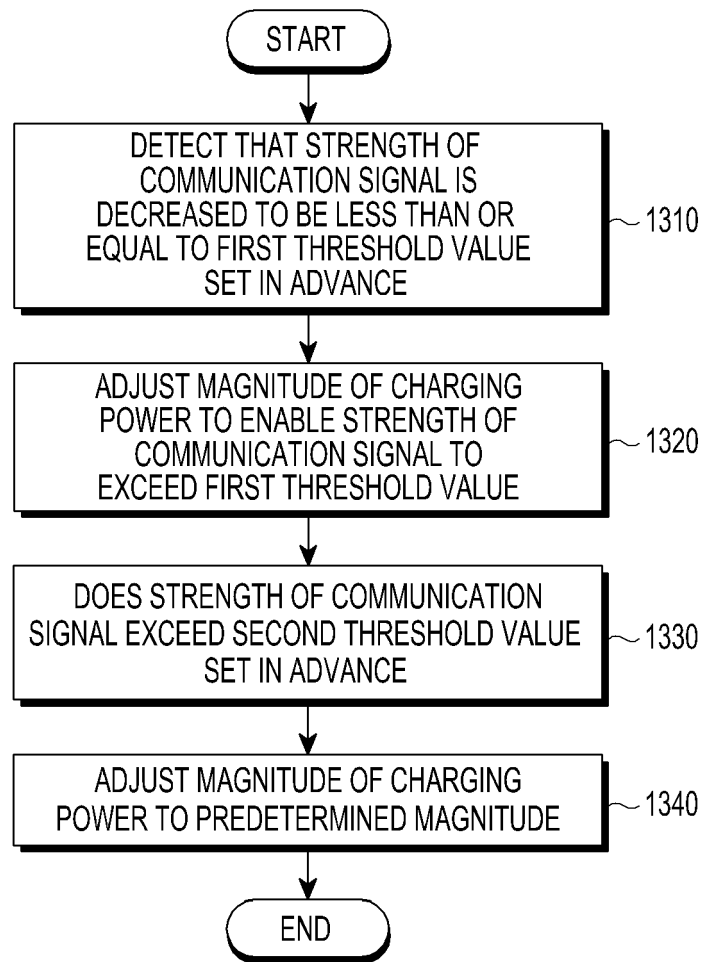 START
DETECT THAT STRENGTH OF
COMMUNICATION SIGNAL IS
DECREASED TO BE LESS THAN OR
EQUAL TO FIRST THRESHOLD VALUE
SET IN ADVANCE
1310
ADJUST MAGNITUDE OF CHARGING
POWER TO ENABLE STRENGTH OF
COMMUNICATION SIGNAL TO
EXCEED FIRST THRESHOLD VALUE
1320
DOES STRENGTH OF COMMUNICATION
SIGNAL EXCEED SECOND THRESHOLD VALUE
SET IN ADVANCE
1330
ADJUST MAGNITUDE OF CHARGING
POWER TO PREDETERMINED MAGNITUDE
1340
END